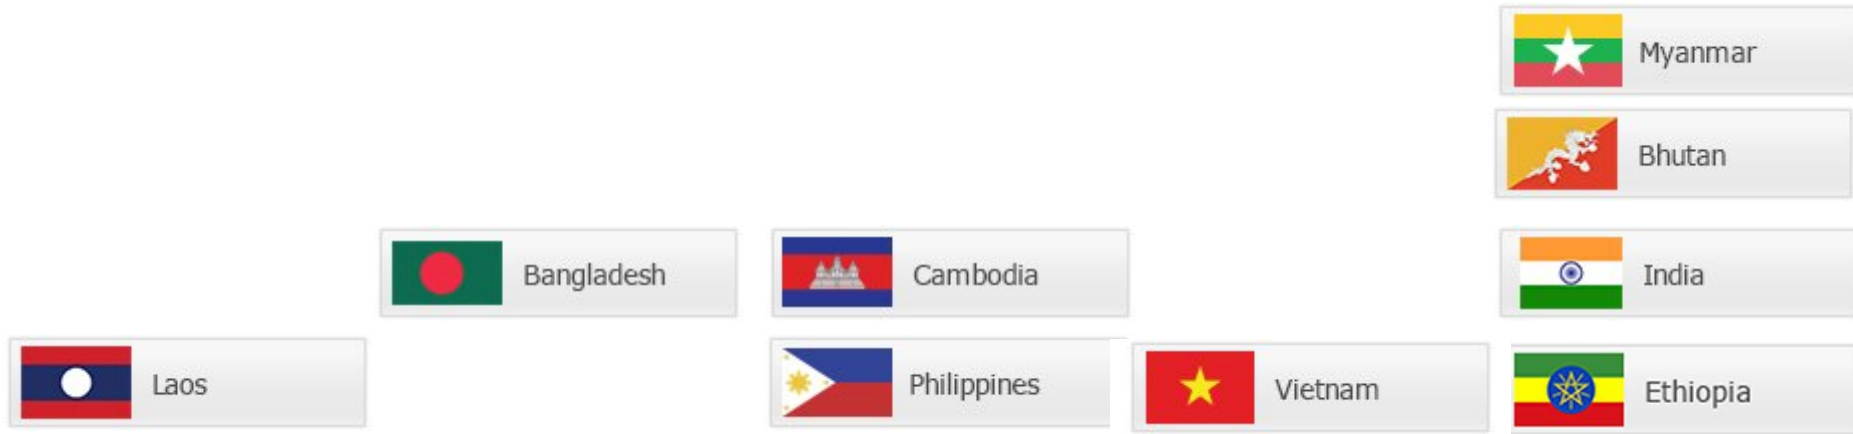 Myanmar
Bhutan
Bangladesh
Cambodia
India
Laos
Philippines
Vietnam
Ethiopia